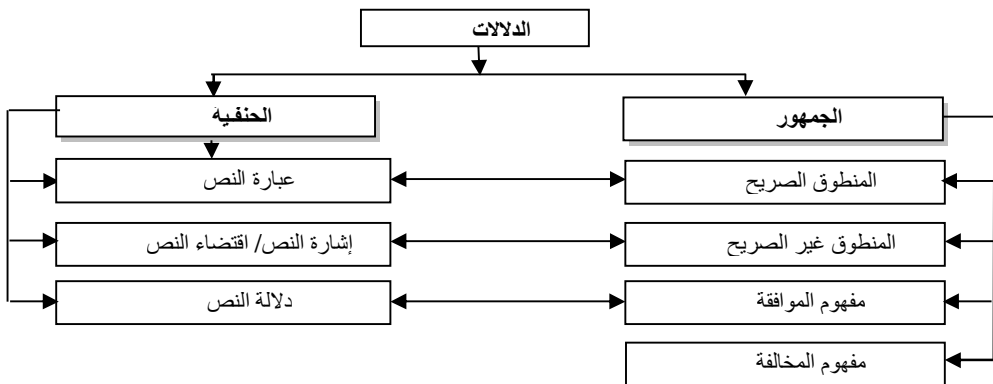 الدلالات
الجمهور
الحنفية
المنطوق الصريح
عبارة النص
المنطوق غير الصريح
إشارة النص/ اقتضاء النص
مفهوم الموافقة
دلالة النص
مفهوم المخالفة